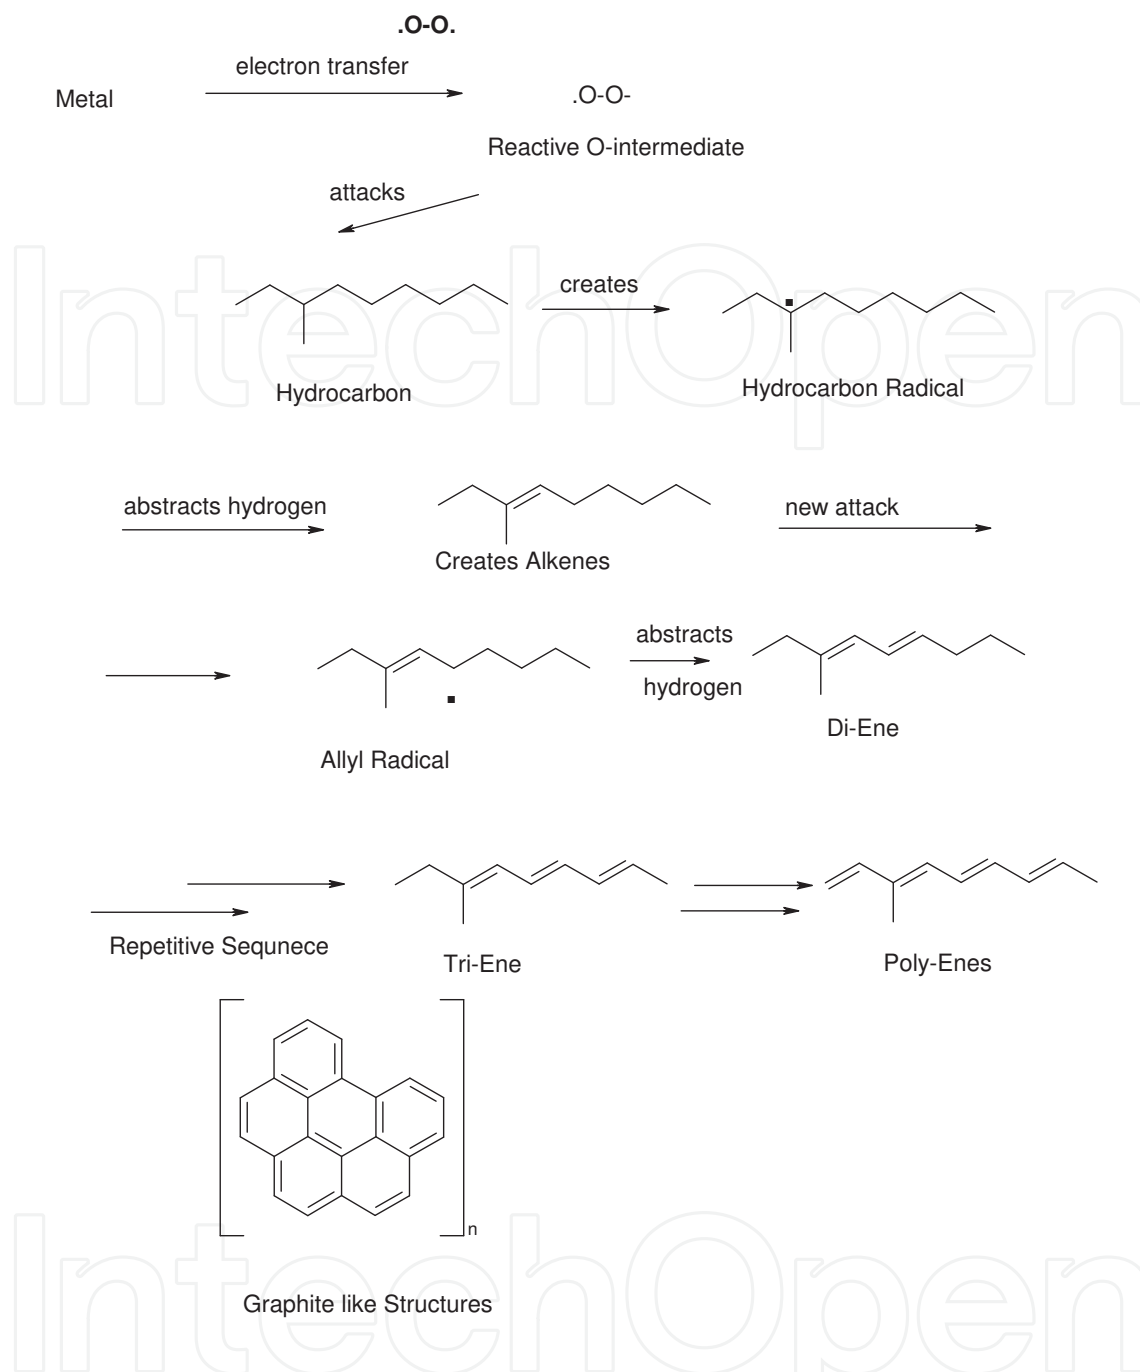 .O-O.
electron transfer
Metal
.O-O-
Reactive O-intermediate
attacks
creates
Hydrocarbon
Hydrocarbon Radical
abstracts hydrogen
new attack
Creates Alkenes
abstracts
hydrogen
Di-Ene
Allyl Radical
Repetitive Sequnece
Tri-Ene
Poly-Enes
n
Graphite like Structures
IntechOpen
IntechOpen